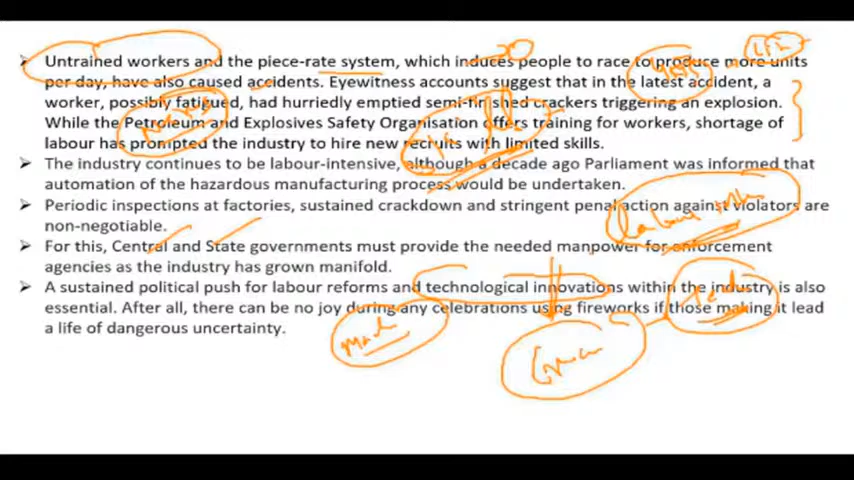 Untrained workers and the piece-rate system, which induces people to race to produce more units
per day, have also caused accidents. Eyewitness accounts suggest that in the latest accident, a
worker, possibly fatigued, had hurriedly emptied semi-finished crackers triggering an explosion.
While the Petroleum and Explosives Safety Organisation offers training for workers, shortage of
labour has prompted the industry to hire new recruits with limited skills.
The industry continues to be labour-intensive, although a decade ago Parliament was informed that
automation of the hazardous manufacturing process would be undertaken.
Periodic inspections at factories, sustained crackdown and stringent penal action against violators are
non-negotiable.
For this, Central and State governments must provide the needed manpower for enforcement
agencies as the industry has grown manifold.
A sustained political push for labour reforms and technological innovations within the industry is also
essential. After all, there can be no joy during any celebrations using fireworks if those making it lead
a life of dangerous uncertainty.